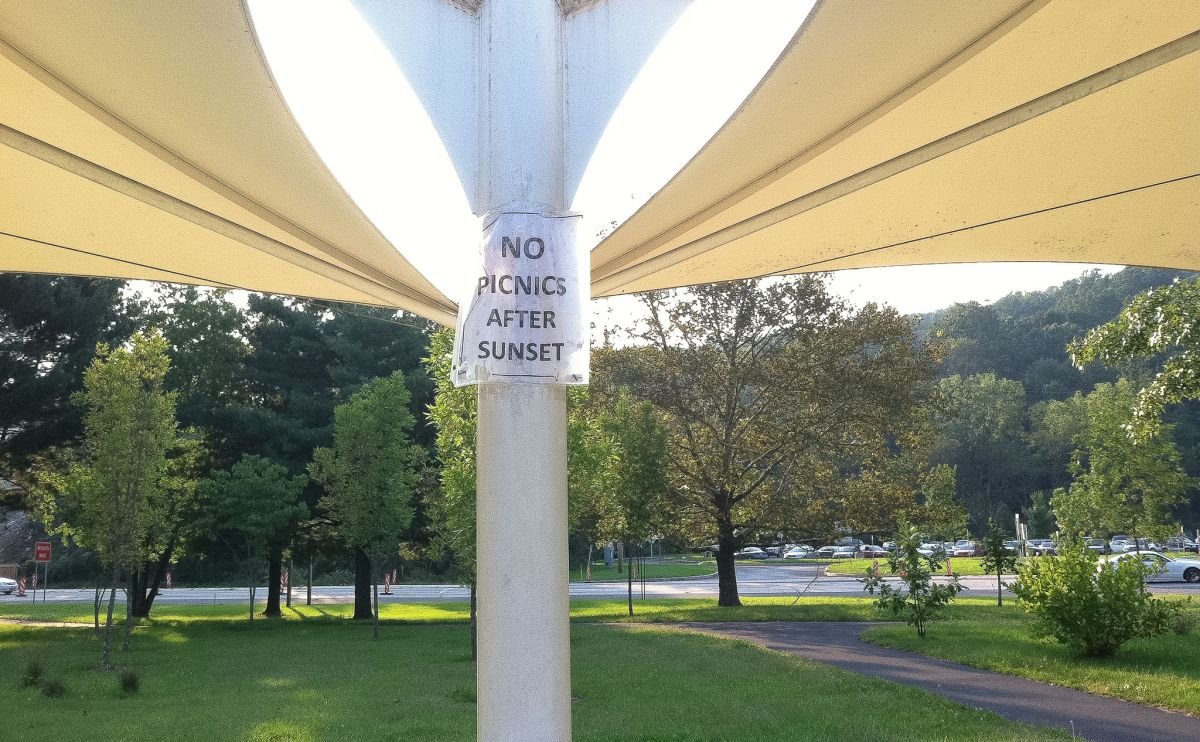 NO
PICNICS
AFTER
SUNSET